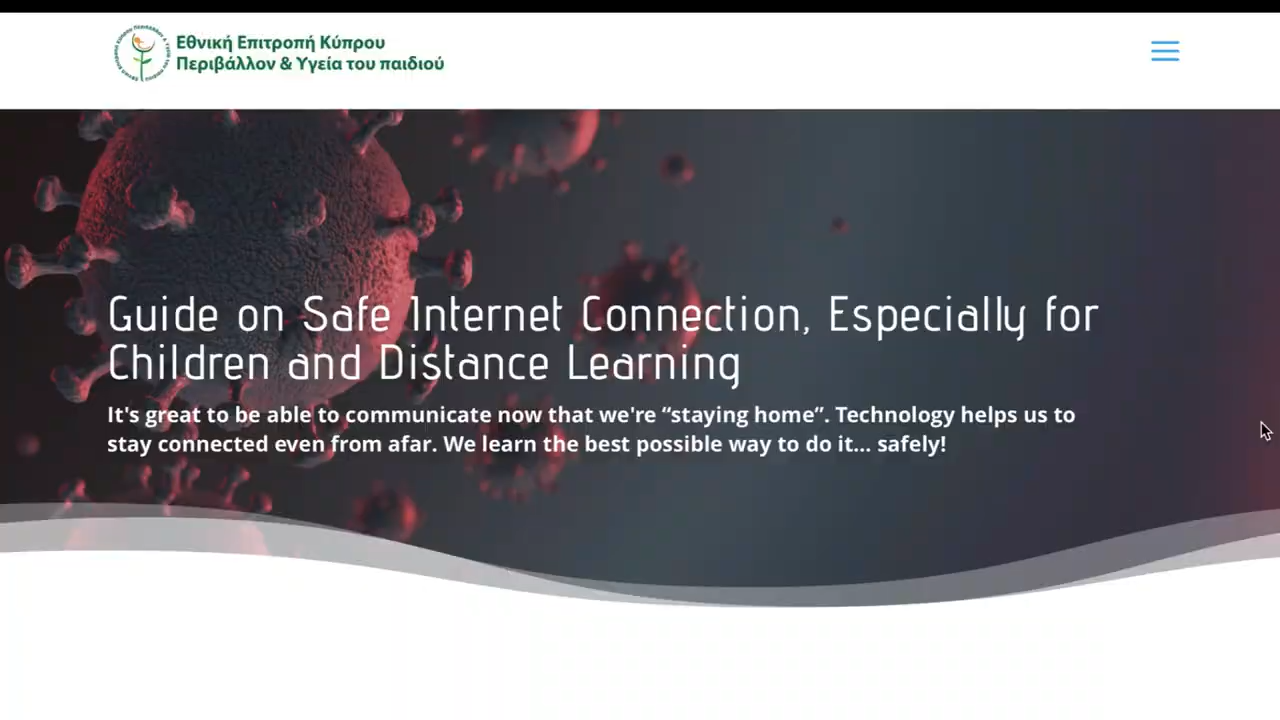 Εθνική Επιτροπή Κύπρου
Περιβάλλον & Υγεία του παιδιού
Guide on Safe Internet Connection, Especially for
Children and Distance Learning
It's great to be able to communicate now that we're “staying home”. Technology helps us to
stay connected even from afar. We learn the best possible way to do it... safely!